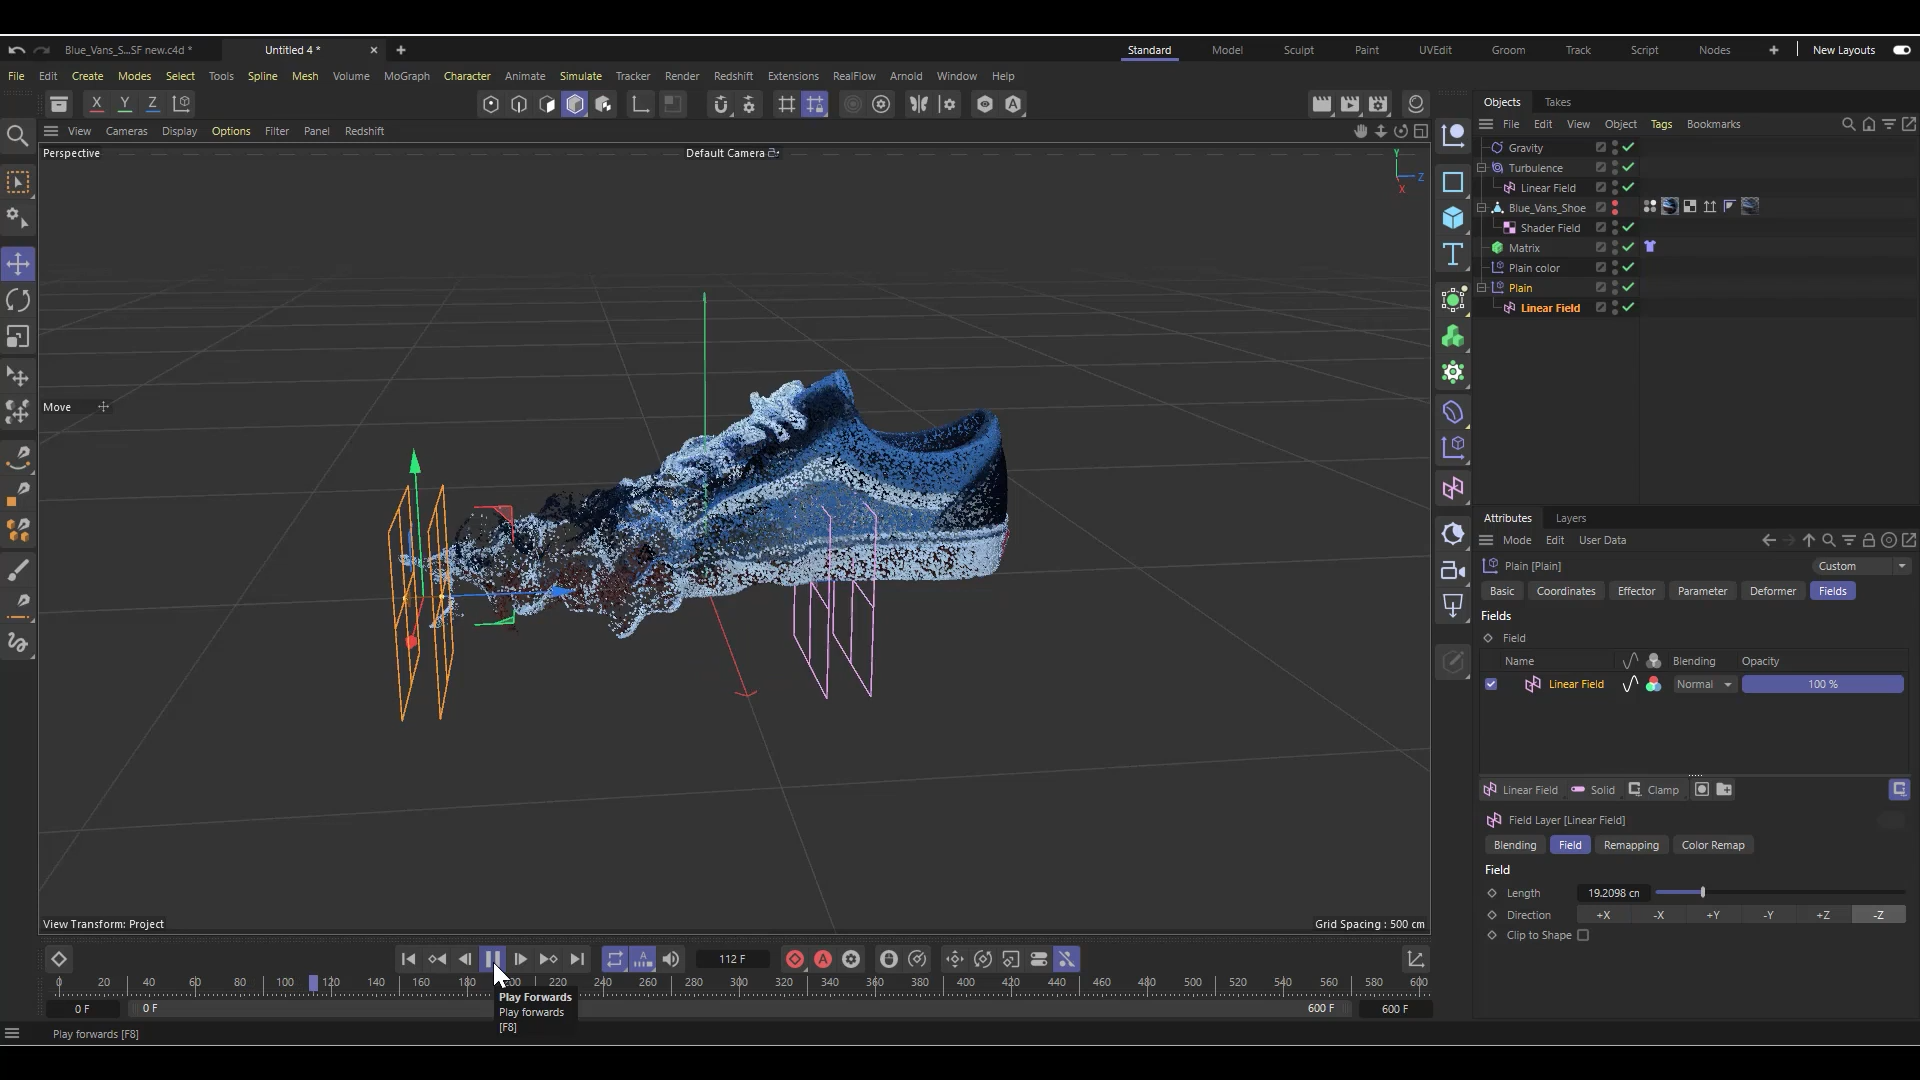 Blue_Vans_S...SF new.c4d *
Untitled 4 *
Standard
Model
Sculpt
Paint
UVEdit
Groom
Track
Script
Nodes
New Layouts
File Edit Create Modes Select Tools Spline Mesh Volume MoGraph Character Animate Simulate Tracker Render Redshift Extensions RealFlow Arnold Window Help
X Y Z
Objects Takes
View Cameras Display Options Filter Panel Redshift
File Edit View Object Tags Bookmarks
Perspective
Default Camera
Y
Z
X
Gravity
Turbulence
Linear Field
Blue_Vans_Shoe
Shader Field
Matrix
Plain color
Plain
Linear Field
Move
Attributes Layers
Mode Edit User Data
Plain [Plain]
Custom
Basic Coordinates Effector Parameter Deformer Fields
Fields
Field
Name Blending Opacity
Linear Field Normal 100 %
Linear Field Solid Clamp
Field Layer [Linear Field]
Blending Field Remapping Color Remap
Field
Length 19.2098 cn
Direction +X -X +Y -Y +Z -Z
Clip to Shape
View Transform: Project
Grid Spacing : 500 cm
112 F
0 20 40 60 80 100 120 140 160 180 200 220 240 260 280 300 320 340 360 380 400 420 440 460 480 500 520 540 560 580 600
0 F
0 F
600 F
600 F
Play Forwards
Play forwards
[F8]
Play forwards [F8]